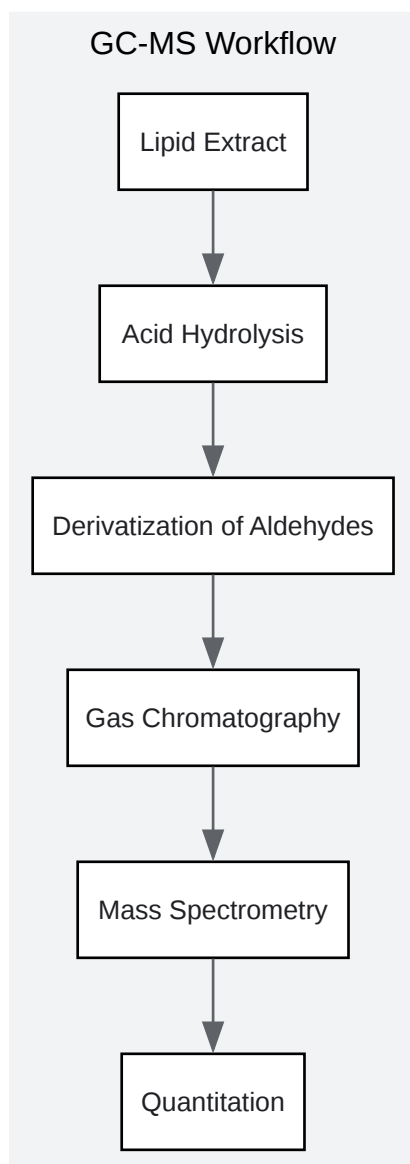 GC-MS Workflow
Lipid Extract
Acid Hydrolysis
Derivatization of Aldehydes
Gas Chromatography
Mass Spectrometry
Quantitation